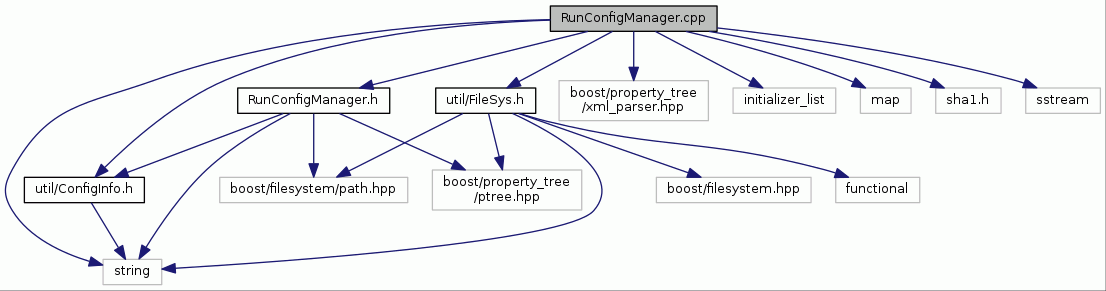 RunConfigManager.cpp
RunConfigManager.h
util/FileSys.h
boost/property_tree
/xml_parser.hpp
initializer_list
map
sha1.h
sstream
util/ConfigInfo.h
boost/filesystem/path.hpp
boost/property_tree
/ptree.hpp
boost/filesystem.hpp
functional
string